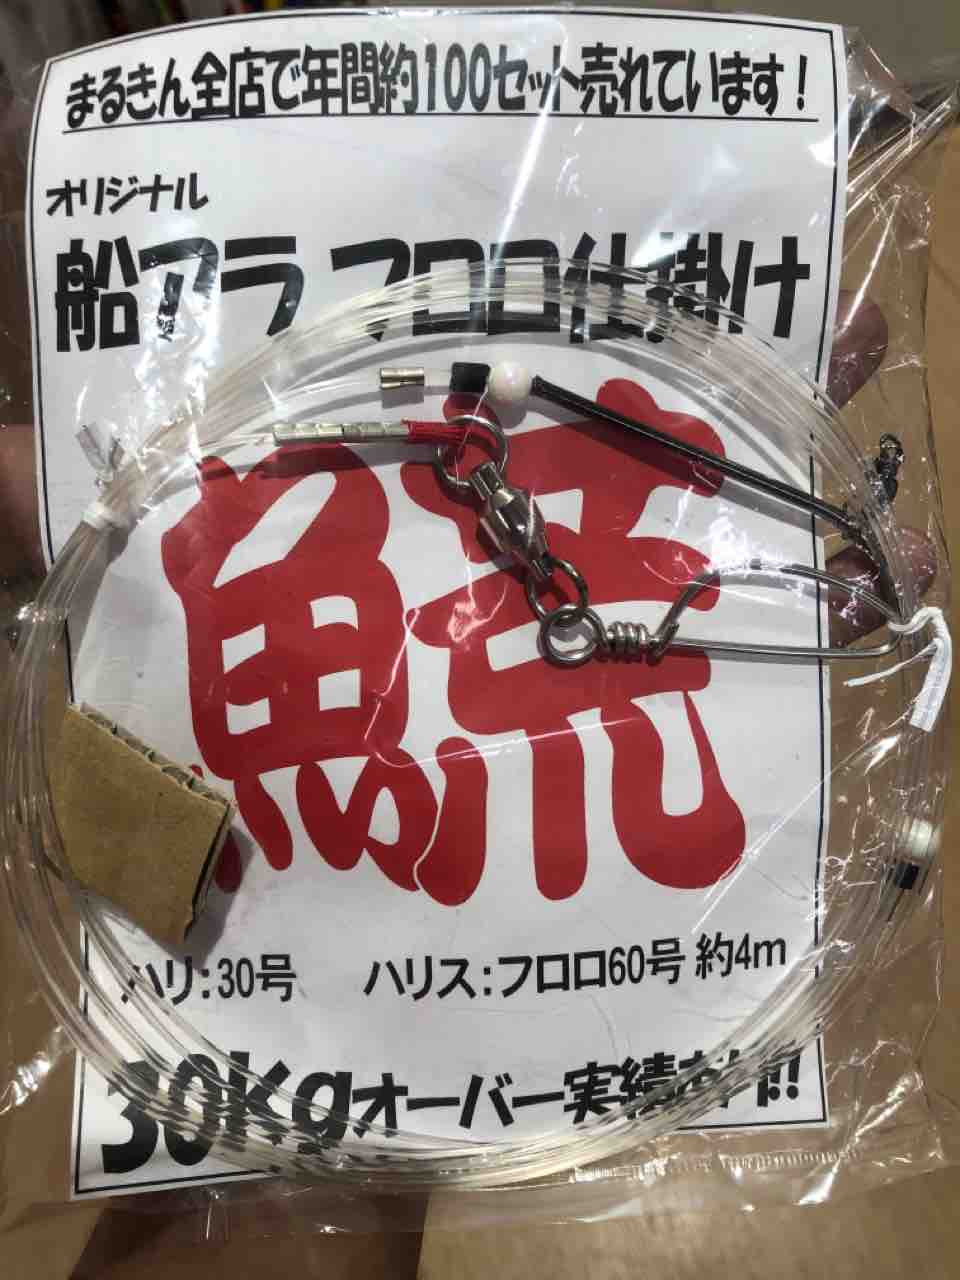 まるきん全店で年間約100セット売れています!
オリジナル
船アラ フロロ仕掛け
鯍
ハリ:30号 ハリス:フロロ60号 約4m
30kgオーバー実績あり!!